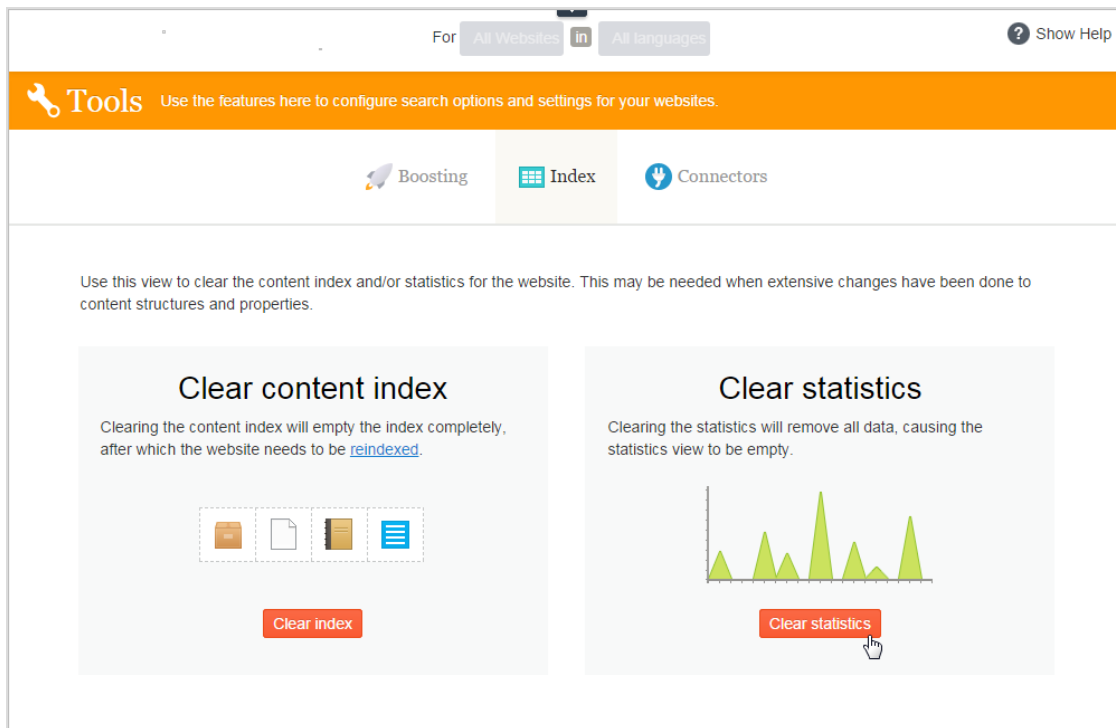 For All Websites in All languages
? Show Help
Tools Use the features here to configure search options and settings for your websites.
Boosting Index Connectors
Use this view to clear the content index and/or statistics for the website. This may be needed when extensive changes have been done to
content structures and properties.
Clear content index
Clearing the content index will empty the index completely,
after which the website needs to be reindexed.
Clear index
Clear statistics
Clearing the statistics will remove all data, causing the
statistics view to be empty.
Clear statistics